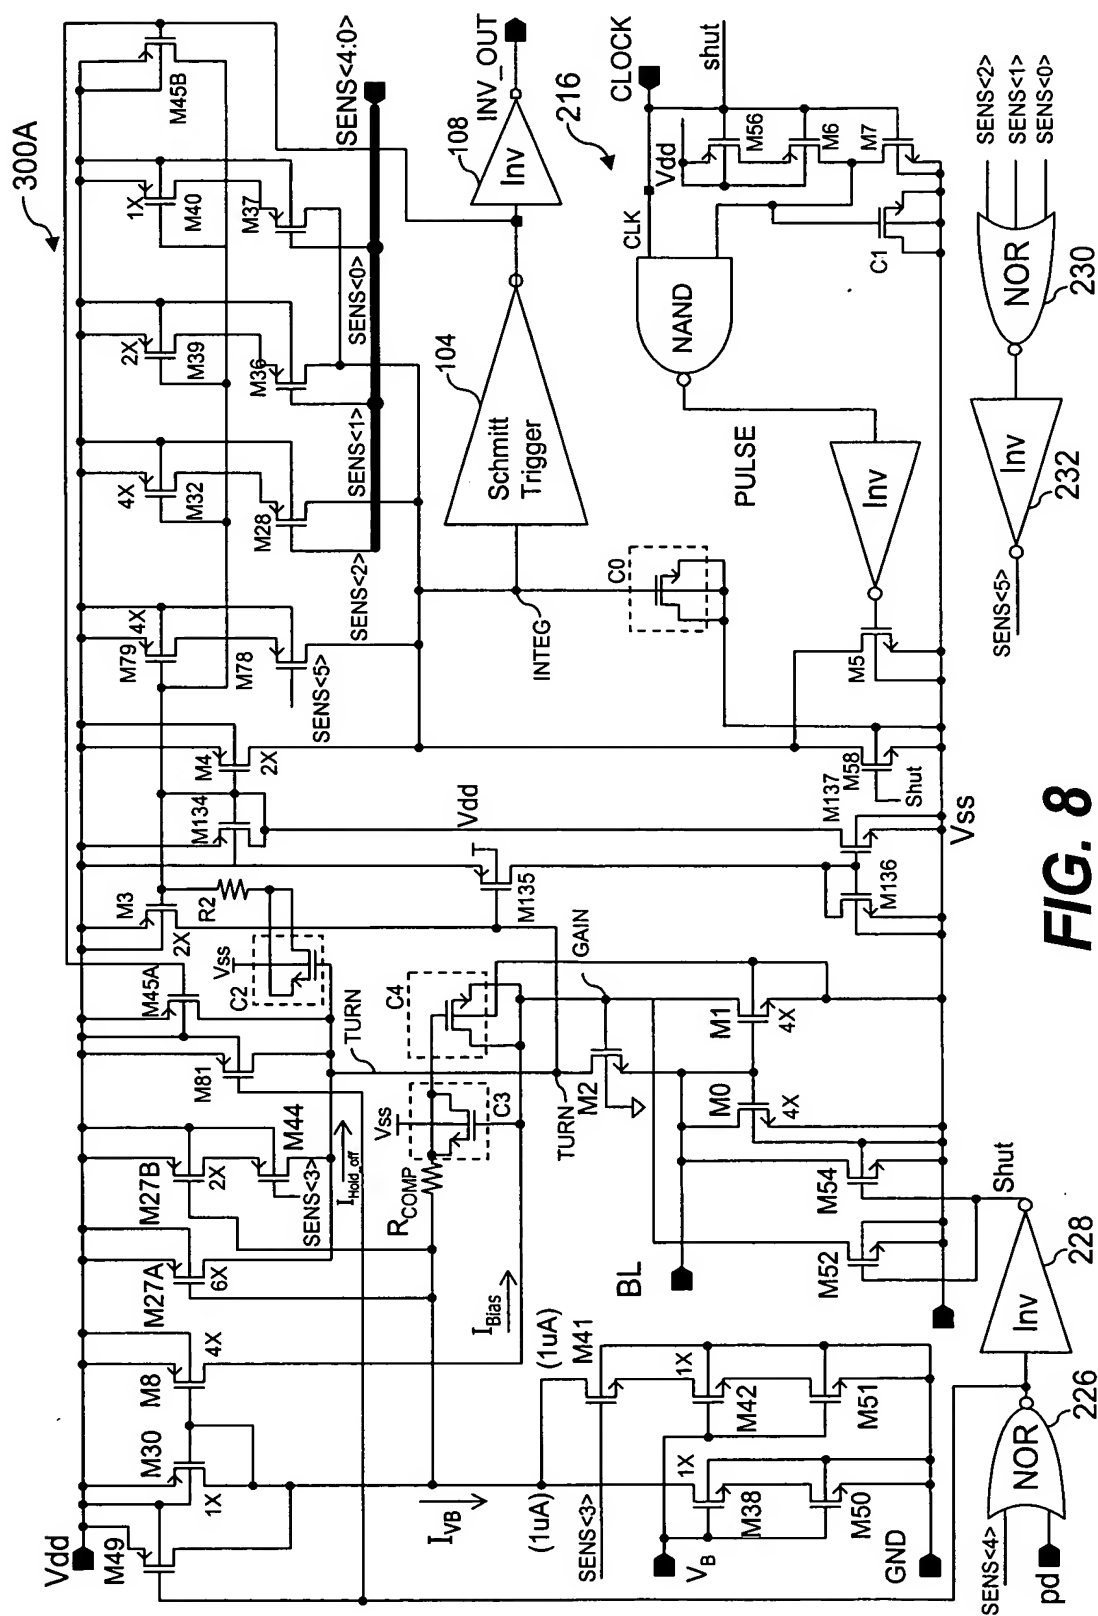 300A
Vdd
M49
M30
1X
M8
4X
M27A
6X
M27B
2X
M44
SENS<3>
I Hold_off
M81
M45A
TURN
C2
Vss
R2
M3
2X
M134
M4
2X
M79
4X
M78
SENS<5>
4X
M32
M28
SENS<2>
2X
M39
M36
SENS<1>
1X
M40
M37
SENS<0>
M45B
SENS<4:0>
INV_OUT
108
Inv
104
Schmitt
Trigger
INTEG
C0
216
CLOCK
shut
CLK
Vdd
M56
M6
M7
C1
NAND
PULSE
Inv
M5
M58
Shut
M137
M136
Vss
Vdd
M135
GAIN
C4
C3
Vss
RCOMP
TURN
M2
M1
4X
M0
4X
M54
M52
BL
IBias
IVB
(1uA)
(1uA)
M41
SENS<3>
1X
M42
M51
1X
M38
M50
VB
GND
SENS<4>
pd
NOR
226
Inv
228
Shut
SENS<2>
SENS<1>
SENS<0>
NOR
230
Inv
232
SENS<5>
FIG. 8